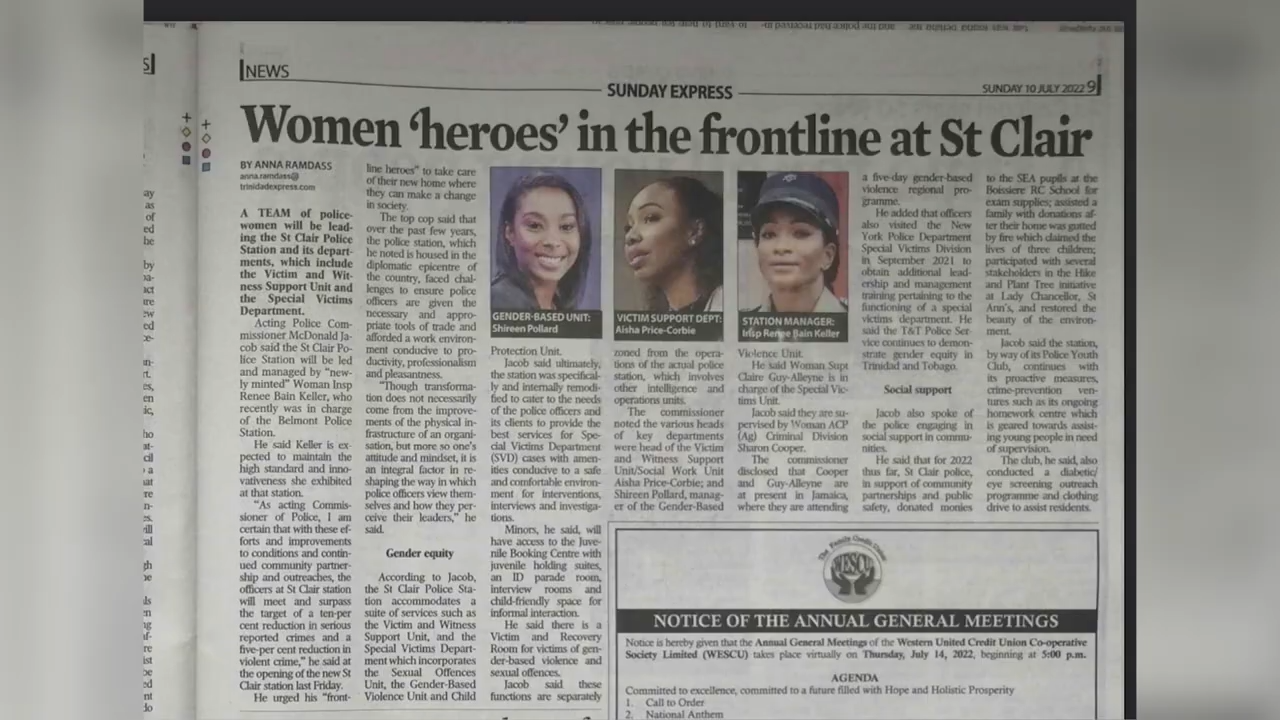 NEWS
SUNDAY EXPRESS
SUNDAY 10 JULY 2022 9
Women ‘heroes’ in the frontline at St Clair
BY ANNA RAMDASS
anna.ramdass@
trinidadexpress.com
A TEAM of police-
women will be lead-
ing the St Clair Police
Station and its depart-
ments, which include
the Victim and Wit-
ness Support Unit and
the Special Victims
Department.
Acting Police Com-
missioner McDonald Ja-
cob said the St Clair Po-
lice Station will be led
and managed by “new-
ly minted” Woman Insp
Renee Bain Keller, who
recently was in charge
of the Belmont Police
Station.
He said Keller is ex-
pected to maintain the
high standard and inno-
vativeness she exhibited
at that station.
“As acting Commis-
sioner of Police, I am
certain that with these ef-
forts and improvements
to conditions and contin-
ued community partner-
ship and outreaches, the
officers at St Clair station
will meet and surpass
the target of a ten-per
cent reduction in serious
reported crimes and a
five-per cent reduction in
violent crime,” he said at
the opening of the new St
Clair station last Friday.
He urged his “front-
line heroes” to take care
of their new home where
they can make a change
in society.
The top cop said that
over the past few years,
the police station, which
he noted is housed in the
diplomatic epicentre of
the country, faced chal-
lenges to ensure police
officers are given the
necessary and appro-
priate tools of trade and
afforded a work environ-
ment conducive to pro-
ductivity, professionalism
and pleasantness.
“Though transforma-
tion does not necessarily
come from the improve-
ments of the physical in-
frastructure of an organi-
sation, but more so one’s
attitude and mindset, it is
an integral factor in re-
shaping the way in which
police officers view them-
selves and how they per-
ceive their leaders,” he
said.
Gender equity
According to Jacob,
the St Clair Police Sta-
tion accommodates a
suite of services such as
the Victim and Witness
Support Unit, and the
Special Victims Depart-
ment which incorporates
the Sexual Offences
Unit, the Gender-Based
Violence Unit and Child
GENDER-BASED UNIT:
Shireen Pollard
VICTIM SUPPORT DEPT:
Aisha Price-Corbie
STATION MANAGER:
Insp Renee Bain Keller
Protection Unit.
Jacob said ultimately,
the station was specifical-
ly and internally remodi-
fied to cater to the needs
of the police officers and
its clients to provide the
best services for Spe-
cial Victims Department
(SVD) cases with amen-
ities conducive to a safe
and comfortable environ-
ment for interventions,
interviews and investiga-
tions.
Minors, he said, will
have access to the Juve-
nile Booking Centre with
juvenile holding suites,
an ID parade room,
interview rooms and
child-friendly space for
informal interaction.
He said there is a
Victim and Recovery
Room for victims of gen-
der-based violence and
sexual offences.
Jacob said these
functions are separately
zoned from the opera-
tions of the actual police
station, which involves
other intelligence and
operations units.
The commissioner
noted the various heads
of key departments
were head of the Victim
and Witness Support
Unit/Social Work Unit
Aisha Price-Corbie; and
Shireen Pollard, manag-
er of the Gender-Based
Violence Unit.
He said Woman Supt
Claire Guy-Alleyne is in
charge of the Special Vic-
tims Unit.
Jacob said they are su-
pervised by Woman ACP
(Ag) Criminal Division
Sharon Cooper.
The commissioner
disclosed that Cooper
and Guy-Alleyne are
at present in Jamaica,
where they are attending
a five-day gender-based
violence regional pro-
gramme.
He added that officers
also visited the New
York Police Department
Special Victims Division
in September 2021 to
obtain additional lead-
ership and management
training pertaining to the
functioning of a special
victims department. He
said the T&T Police Ser-
vice continues to demon-
strate gender equity in
Trinidad and Tobago.
Social support
Jacob also spoke of
the police engaging in
social support in commu-
nities.
He said that for 2022
thus far, St Clair police,
in support of community
partnerships and public
safety, donated monies
to the SEA pupils at the
Boissiere RC School for
exam supplies; assisted a
family with donations af-
ter their home was gutted
by fire which claimed the
lives of three children;
participated with several
stakeholders in the Hike
and Plant Tree initiative
at Lady Chancellor, St
Ann’s, and restored the
beauty of the environ-
ment.
Jacob said the station,
by way of its Police Youth
Club, continues with
its proactive measures,
crime-prevention ven-
tures such as its ongoing
homework centre which
is geared towards assist-
ing young people in need
of supervision.
The club, he said, also
conducted a diabetic/
eye screening outreach
programme and clothing
drive to assist residents.
The Family Credit Union
WESCU
NOTICE OF THE ANNUAL GENERAL MEETINGS
Notice is hereby given that the Annual General Meetings of the Western United Credit Union Co-operative
Society Limited (WESCU) takes place virtually on Thursday, July 14, 2022, beginning at 5:00 p.m.
AGENDA
Committed to excellence, committed to a future filled with Hope and Holistic Prosperity
1. Call to Order
2. National Anthem